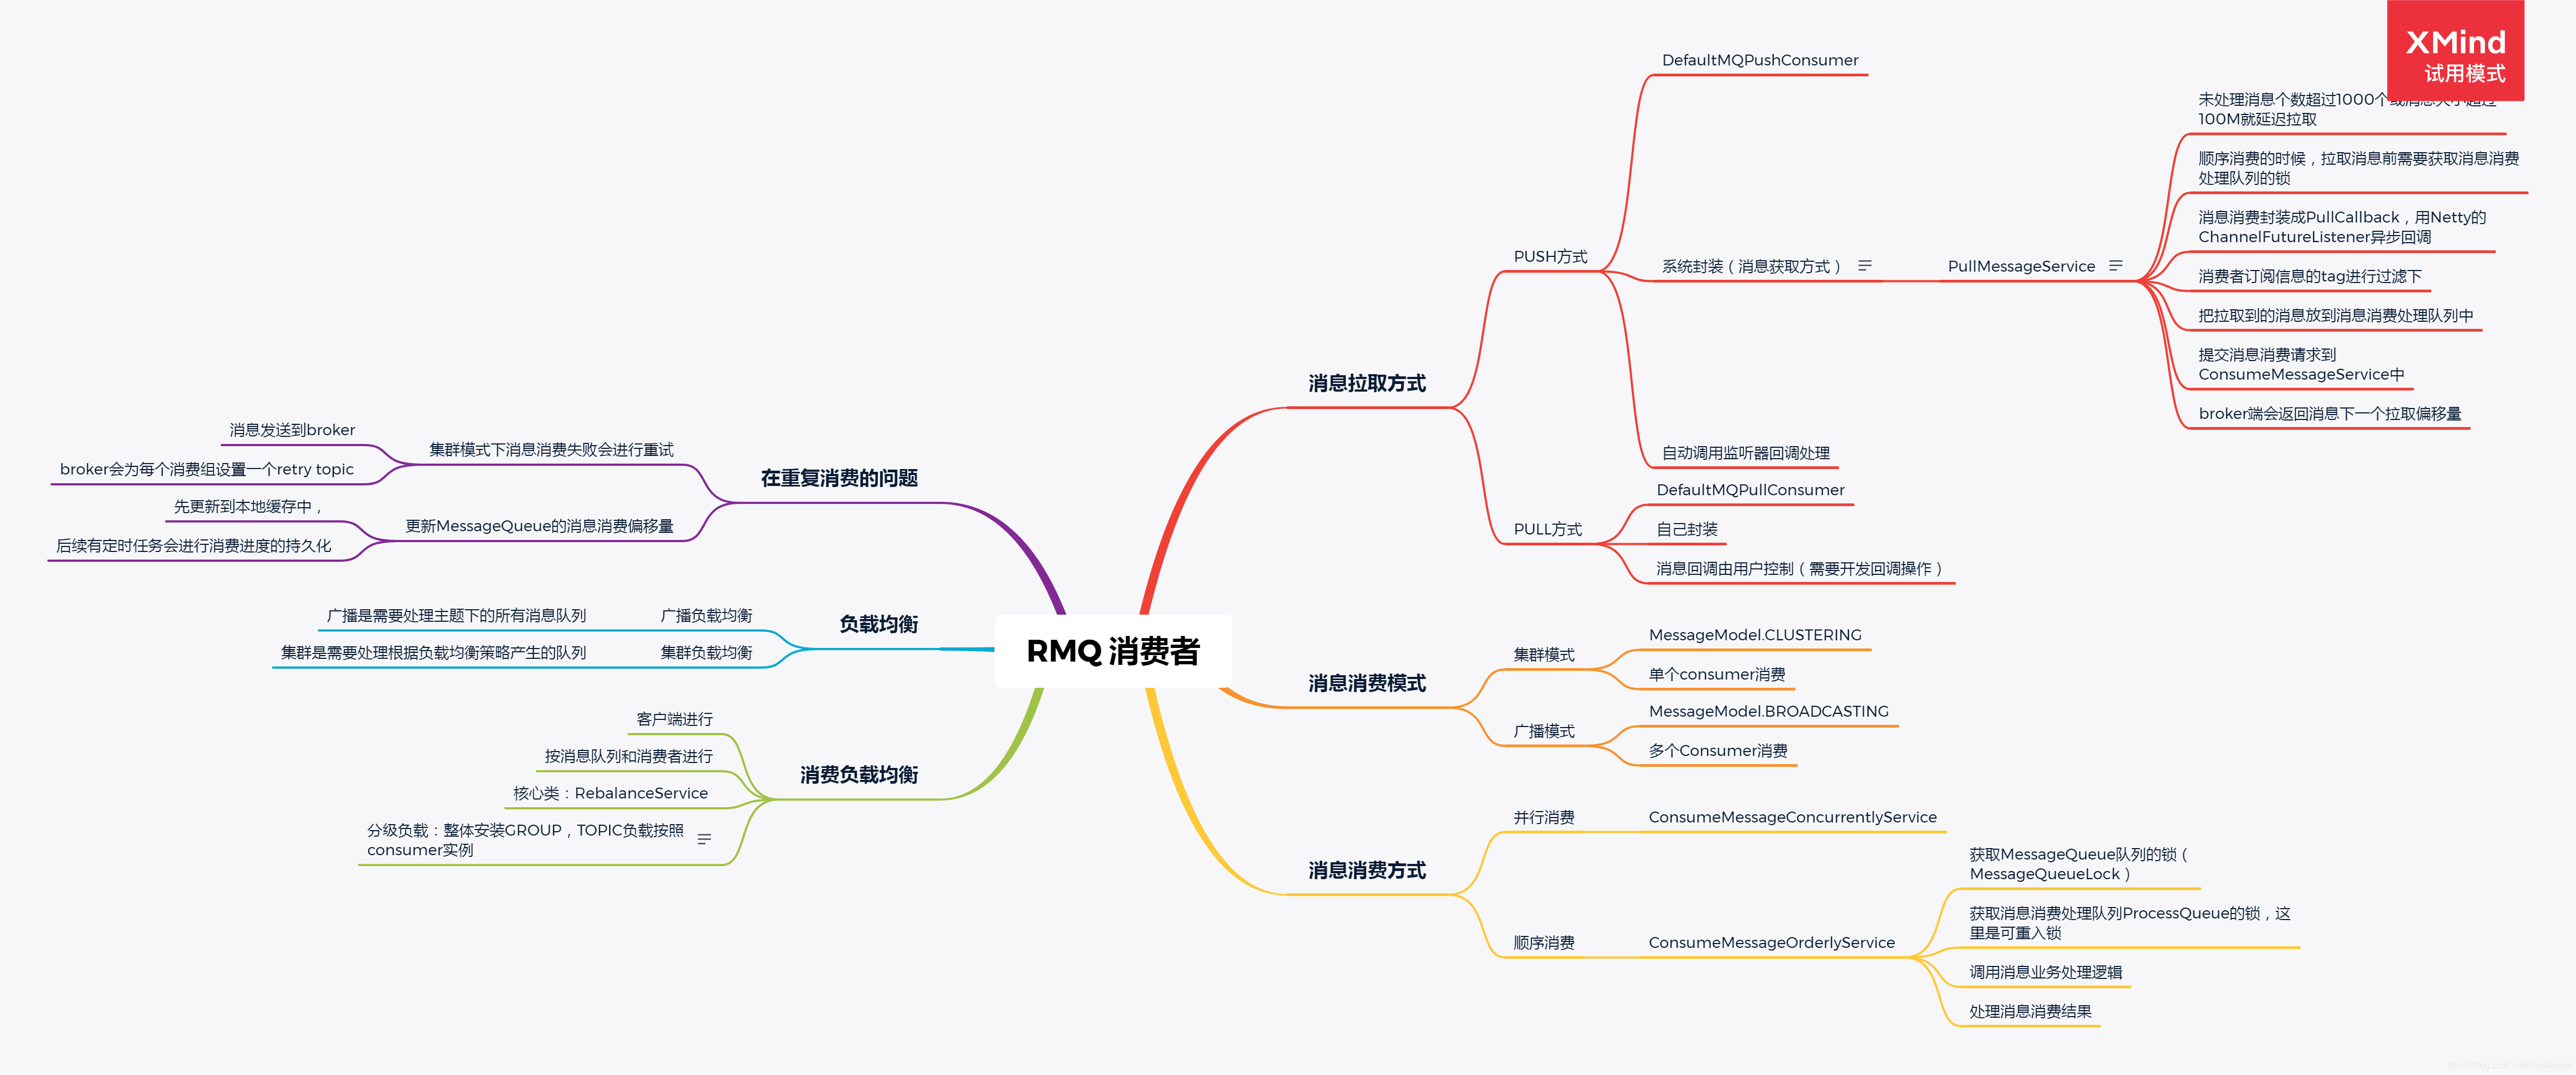 XMind
试用模式
RMQ 消费者
消息拉取方式
PUSH方式
DefaultMQPushConsumer
系统封装（消息获取方式）
PullMessageService
未处理消息个数超过1000个
100M就延迟拉取
顺序消费的时候，拉取消息前需要获取消息消费
处理队列的锁
消息消费封装成PullCallback，用Netty的
ChannelFutureListener异步回调
消费者订阅信息的tag进行过滤下
把拉取到的消息放到消息消费处理队列中
提交消息消费请求到
ConsumeMessageService中
broker端会返回消息下一个拉取偏移量
自动调用监听器回调处理
PULL方式
DefaultMQPullConsumer
自己封装
消息回调由用户控制（需要开发回调操作）
消息消费模式
集群模式
MessageModel.CLUSTERING
单个consumer消费
广播模式
MessageModel.BROADCASTING
多个Consumer消费
消息消费方式
并行消费
ConsumeMessageConcurrentlyService
顺序消费
ConsumeMessageOrderlyService
获取MessageQueue队列的锁（
MessageQueueLock）
获取消息消费处理队列ProcessQueue的锁，这
里是可重入锁
调用消息业务处理逻辑
处理消息消费结果
在重复消费的问题
集群模式下消息消费失败会进行重试
消息发送到broker
broker会为每个消费组设置一个retry topic
更新MessageQueue的消息消费偏移量
先更新到本地缓存中，
后续有定时任务会进行消费进度的持久化
负载均衡
广播负载均衡
广播是需要处理主题下的所有消息队列
集群负载均衡
集群是需要处理根据负载均衡策略产生的队列
消费负载均衡
客户端进行
按消息队列和消费者进行
核心类：RebalanceService
分级负载：整体安装GROUP，TOPIC负载按照
consumer实例